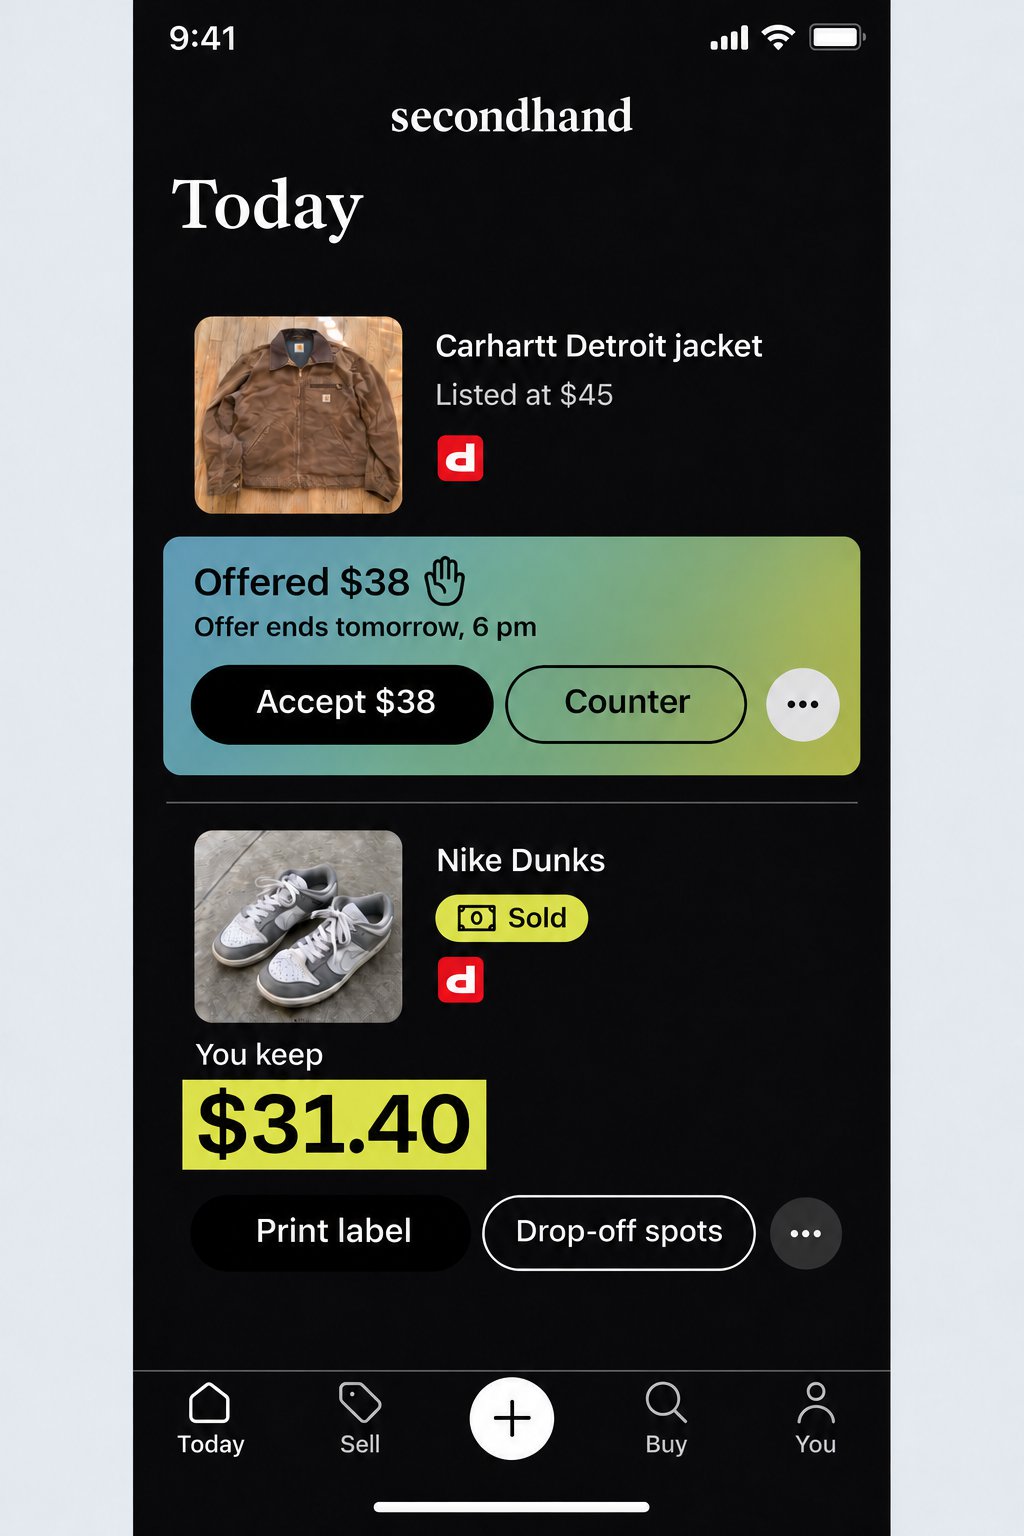 9:41
secondhand
Today
Carhartt Detroit jacket
Listed at $45
d
Offered $38
Offer ends tomorrow, 6 pm
Accept $38
Counter
Nike Dunks
Sold
d
You keep
$31.40
Print label
Drop-off spots
Today
Sell
Buy
You